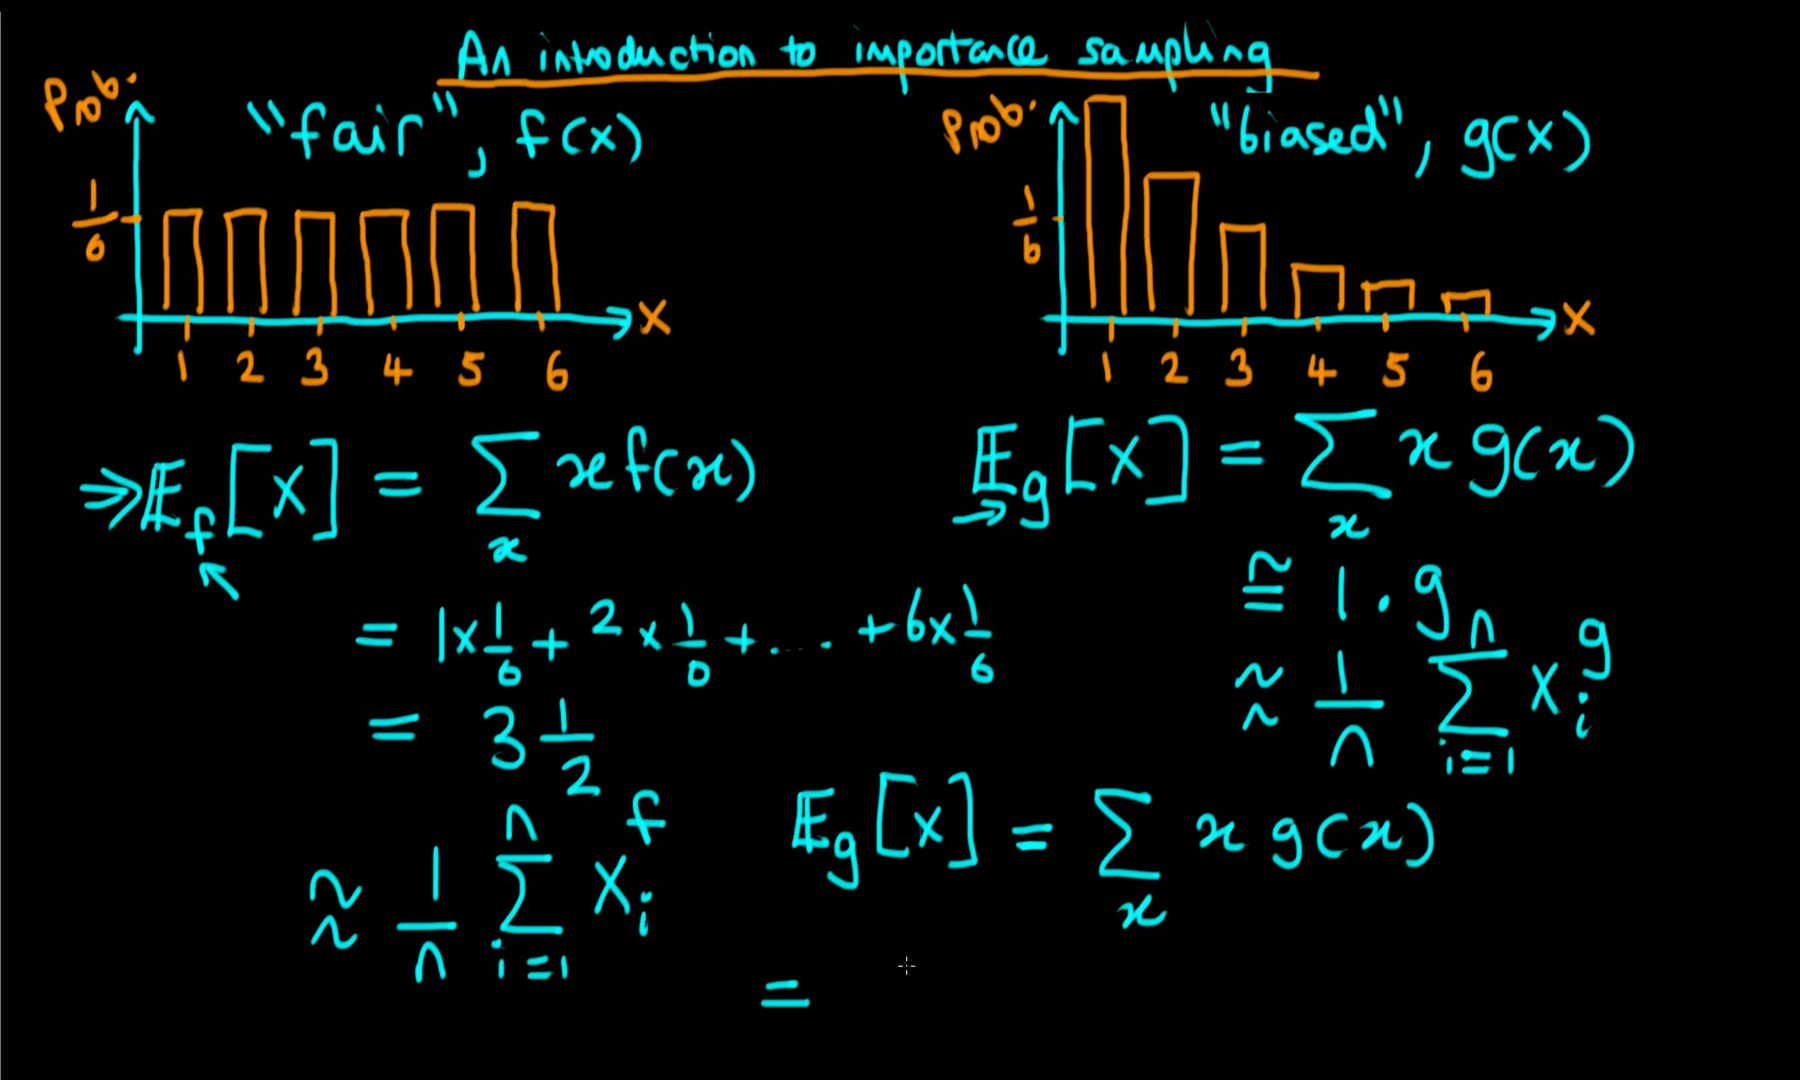 An introduction to importance sampling
Prob.
"fair", f(x)
1/6
x
1 2 3 4 5 6
Prob.
"biased", g(x)
1/6
x
1 2 3 4 5 6
⇒ 𝔼_f[X] = Σ_x x f(x)
= 1×1/6 + 2×1/6 + .... + 6×1/6
= 3 1/2
≈ 1/n Σ_{i=1}^{n} X_i^f
→ 𝔼_g[X] = Σ_x x g(x)
≅ 1.g
≈ 1/n Σ_{i=1}^{n} X_i^g
𝔼_g[X] = Σ_x x g(x)
=